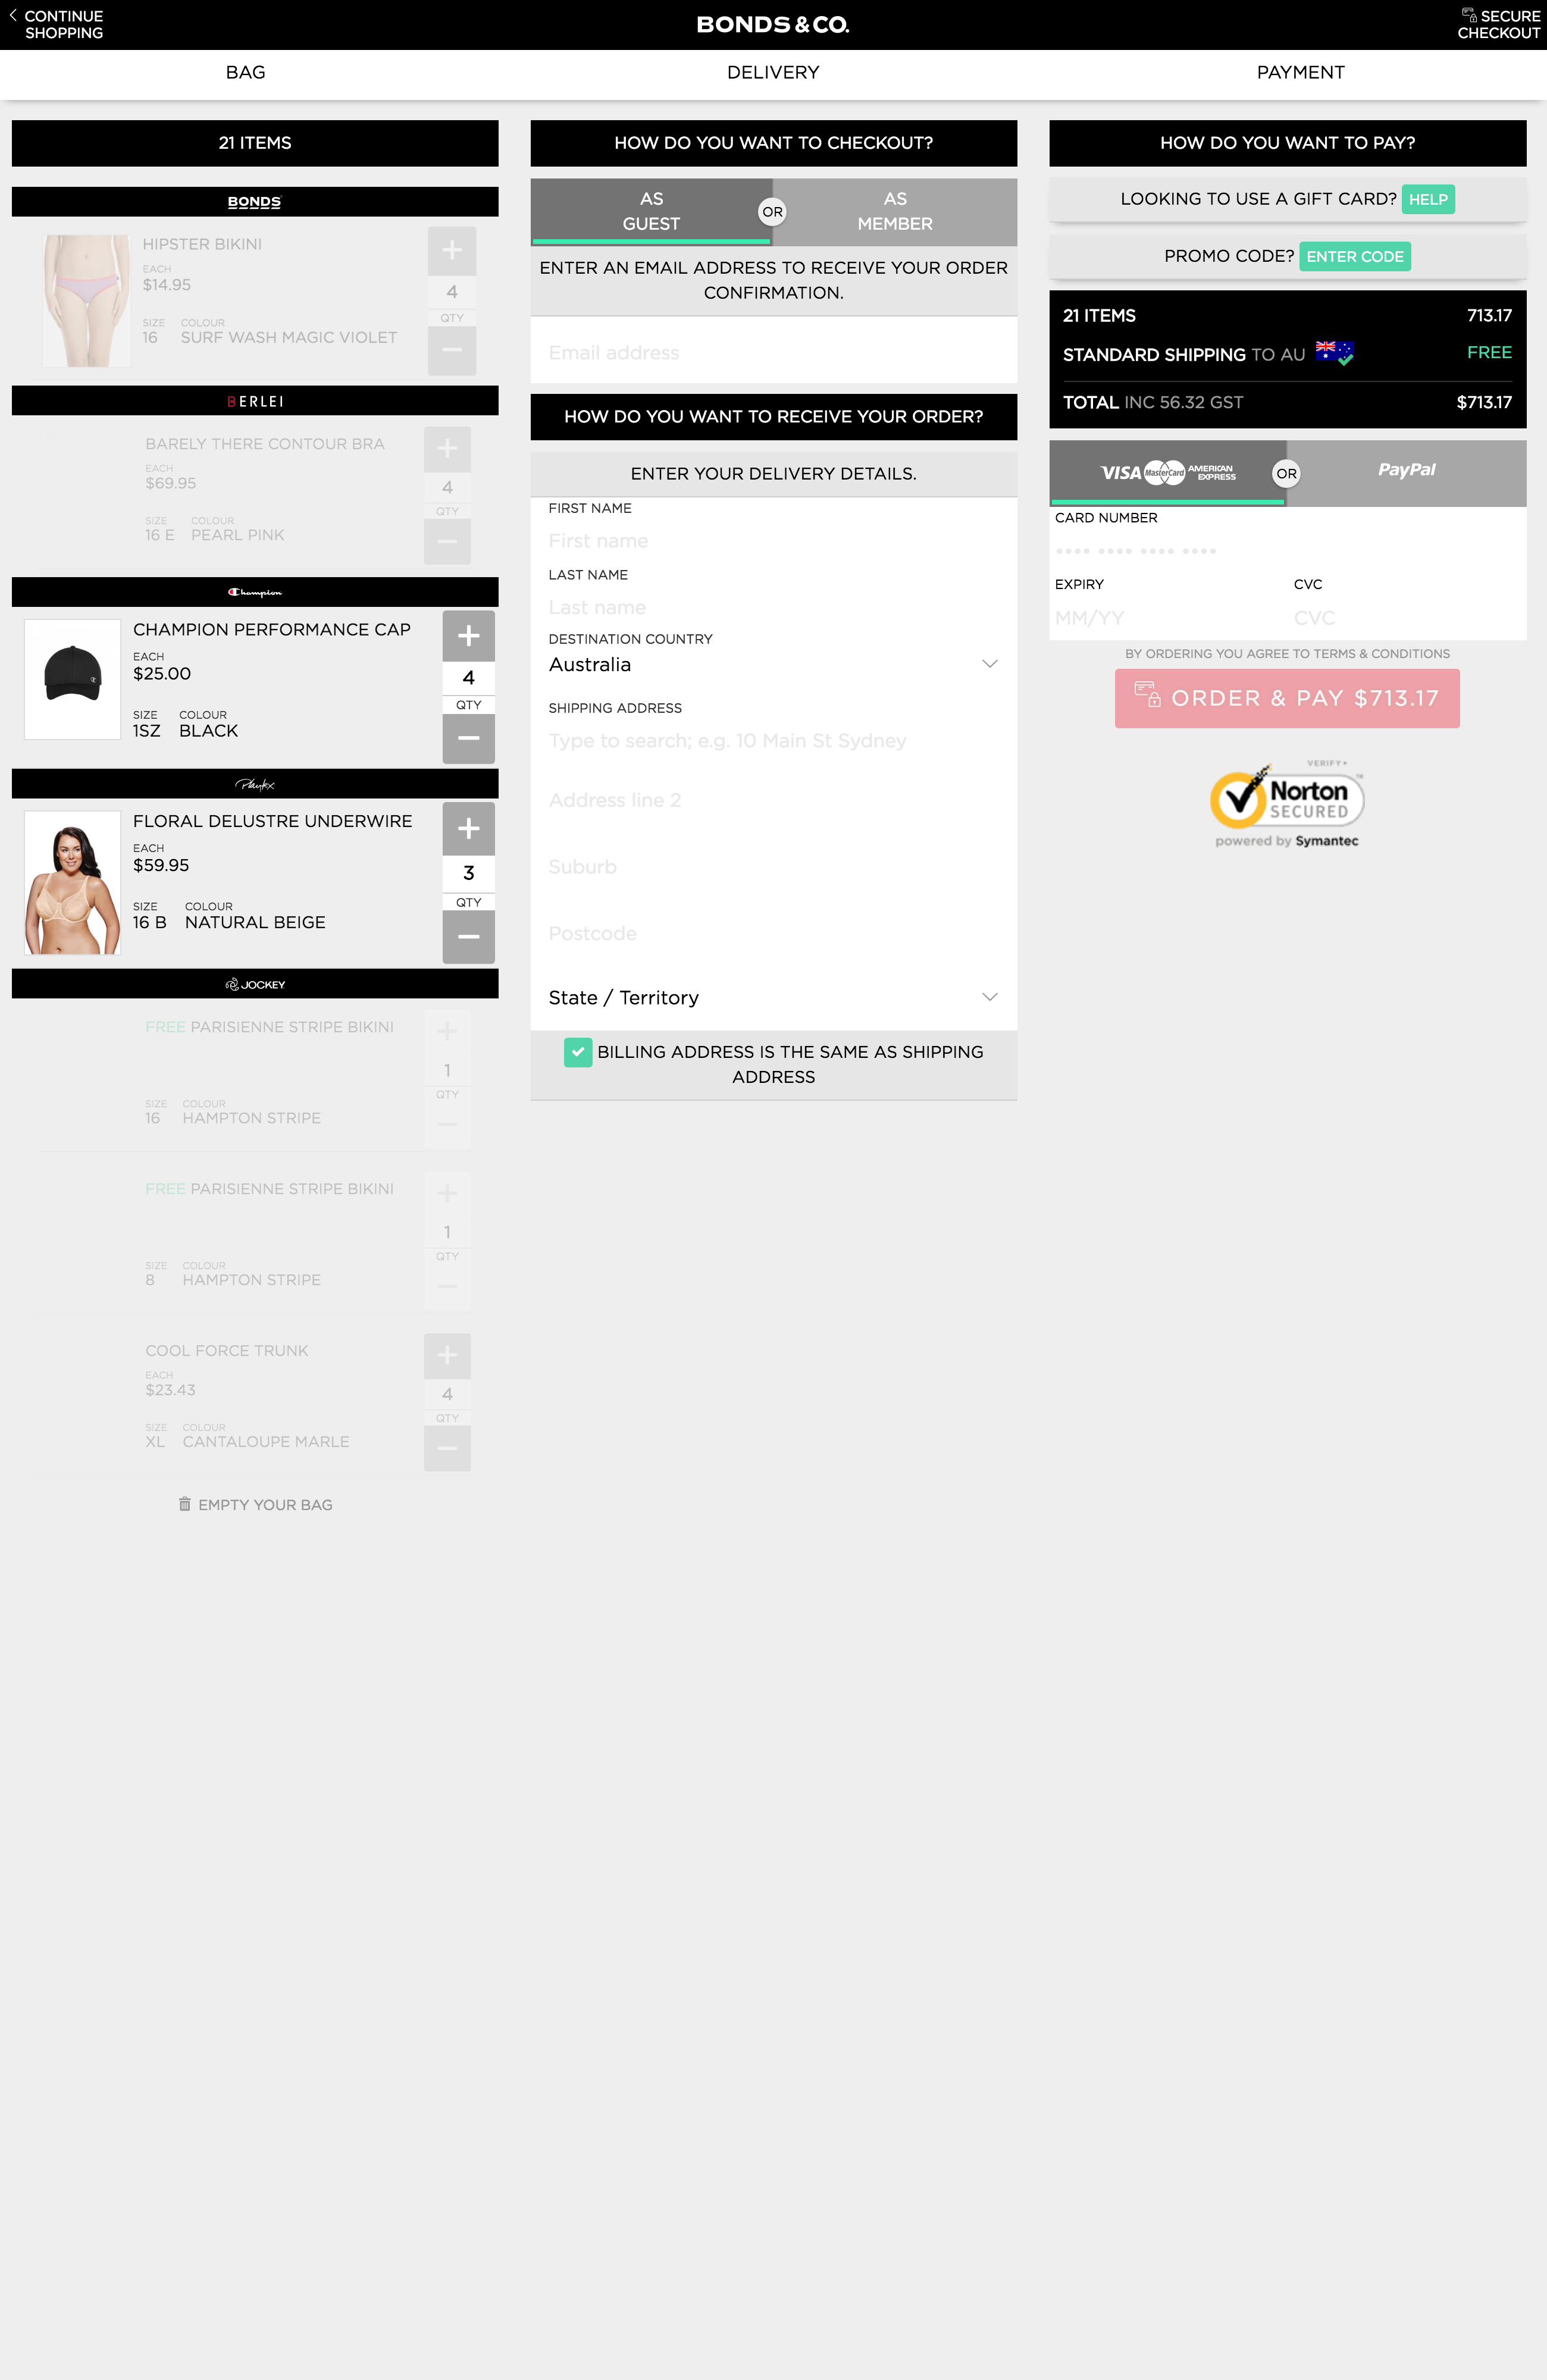 CONTINUE
SHOPPING
BONDS & CO.
SECURE
CHECKOUT
BAG
DELIVERY
PAYMENT
21 ITEMS
BONDS
HIPSTER BIKINI
EACH
$14.95
SIZE COLOUR
16 SURF WASH MAGIC VIOLET
4
QTY
BERLEI
BARELY THERE CONTOUR BRA
EACH
$69.95
SIZE COLOUR
16 E PEARL PINK
4
QTY
Champion
CHAMPION PERFORMANCE CAP
EACH
$25.00
SIZE COLOUR
1SZ BLACK
4
QTY
Playtex
FLORAL DELUSTRE UNDERWIRE
EACH
$59.95
SIZE COLOUR
16 B NATURAL BEIGE
3
QTY
JOCKEY
FREE PARISIENNE STRIPE BIKINI
SIZE COLOUR
16 HAMPTON STRIPE
1
QTY
FREE PARISIENNE STRIPE BIKINI
SIZE COLOUR
8 HAMPTON STRIPE
1
QTY
COOL FORCE TRUNK
EACH
$23.43
SIZE COLOUR
XL CANTALOUPE MARLE
4
QTY
EMPTY YOUR BAG
HOW DO YOU WANT TO CHECKOUT?
AS
GUEST
OR
AS
MEMBER
ENTER AN EMAIL ADDRESS TO RECEIVE YOUR ORDER
CONFIRMATION.
Email address
HOW DO YOU WANT TO RECEIVE YOUR ORDER?
ENTER YOUR DELIVERY DETAILS.
FIRST NAME
First name
LAST NAME
Last name
DESTINATION COUNTRY
Australia
SHIPPING ADDRESS
Type to search; e.g. 10 Main St Sydney
Address line 2
Suburb
Postcode
State / Territory
BILLING ADDRESS IS THE SAME AS SHIPPING
ADDRESS
HOW DO YOU WANT TO PAY?
LOOKING TO USE A GIFT CARD? HELP
PROMO CODE? ENTER CODE
21 ITEMS 713.17
STANDARD SHIPPING TO AU FREE
TOTAL INC 56.32 GST $713.17
VISA MasterCard AMERICAN EXPRESS
OR
PayPal
CARD NUMBER
•••• •••• •••• ••••
EXPIRY CVC
MM/YY CVC
BY ORDERING YOU AGREE TO TERMS & CONDITIONS
ORDER & PAY $713.17
VERIFY
Norton
SECURED
powered by Symantec